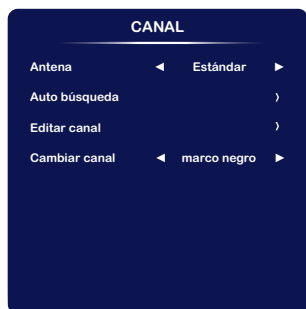 CANAL
Antena ◄ Estándar ►
Auto búsqueda 〉
Editar canal 〉
Cambiar canal ◄ marco negro ►